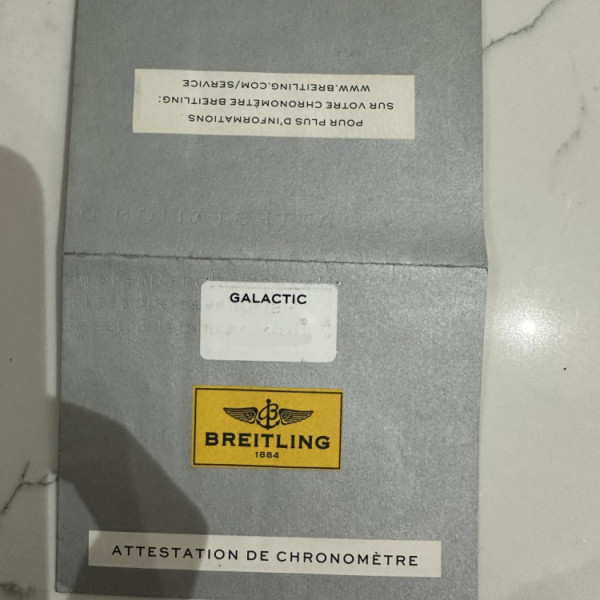 POUR PLUS D'INFORMATIONS
SUR VOTRE CHRONOMÈTRE BREITLING:
WWW.BREITLING.COM/SERVICE
GALACTIC
BREITLING
1884
ATTESTATION DE CHRONOMÈTRE